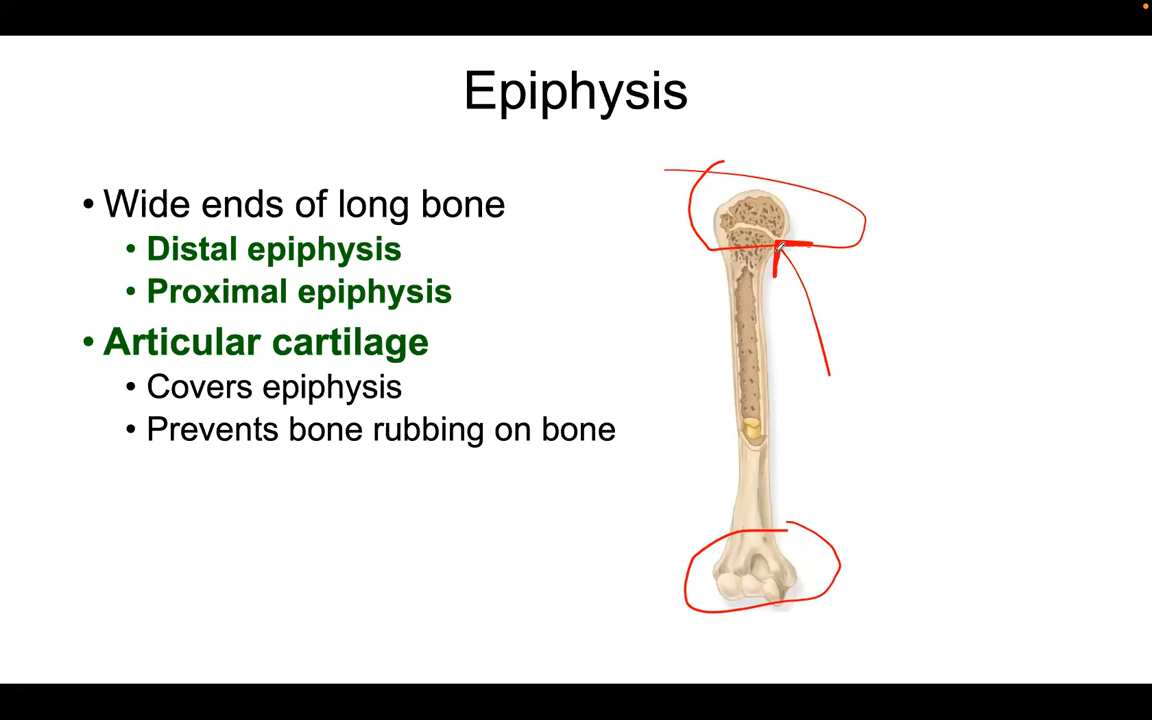 Epiphysis
• Wide ends of long bone
• Distal epiphysis
• Proximal epiphysis
• Articular cartilage
• Covers epiphysis
• Prevents bone rubbing on bone